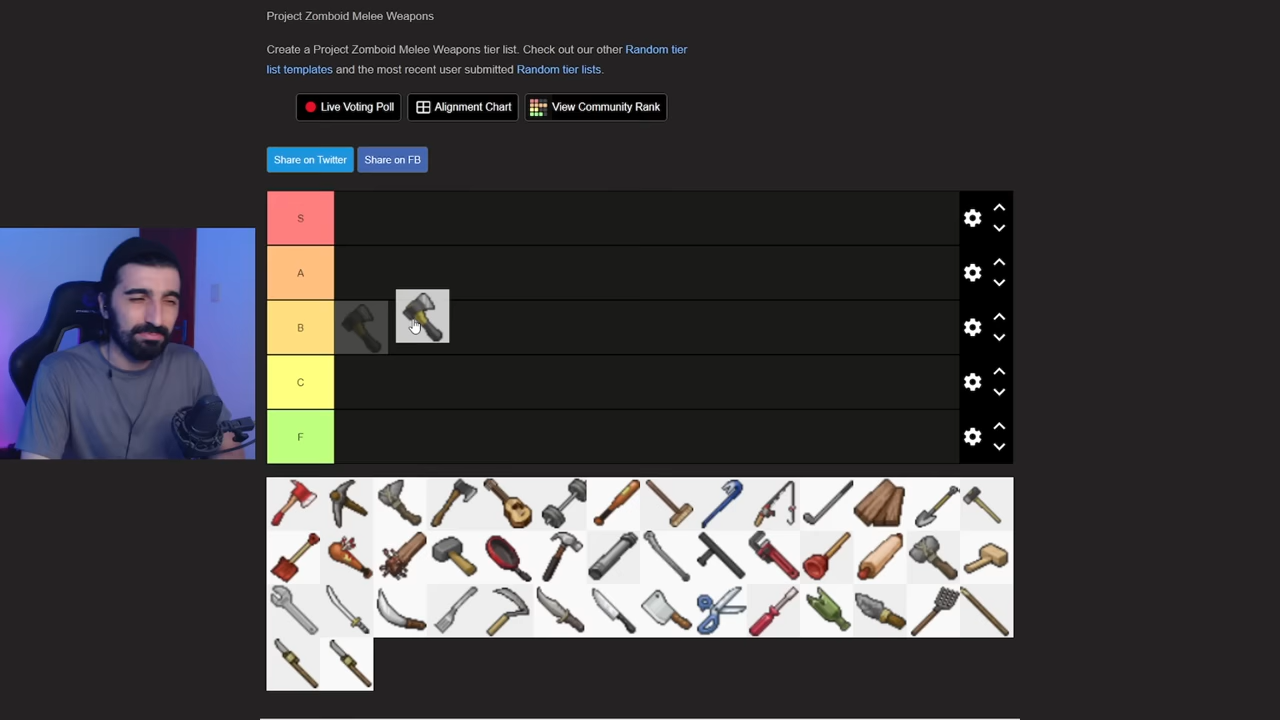 Project Zomboid Melee Weapons
Create a Project Zomboid Melee Weapons tier list. Check out our other Random tier
list templates and the most recent user submitted Random tier lists.
Live Voting Poll
Alignment Chart
View Community Rank
Share on Twitter
Share on FB
S
A
B
C
F